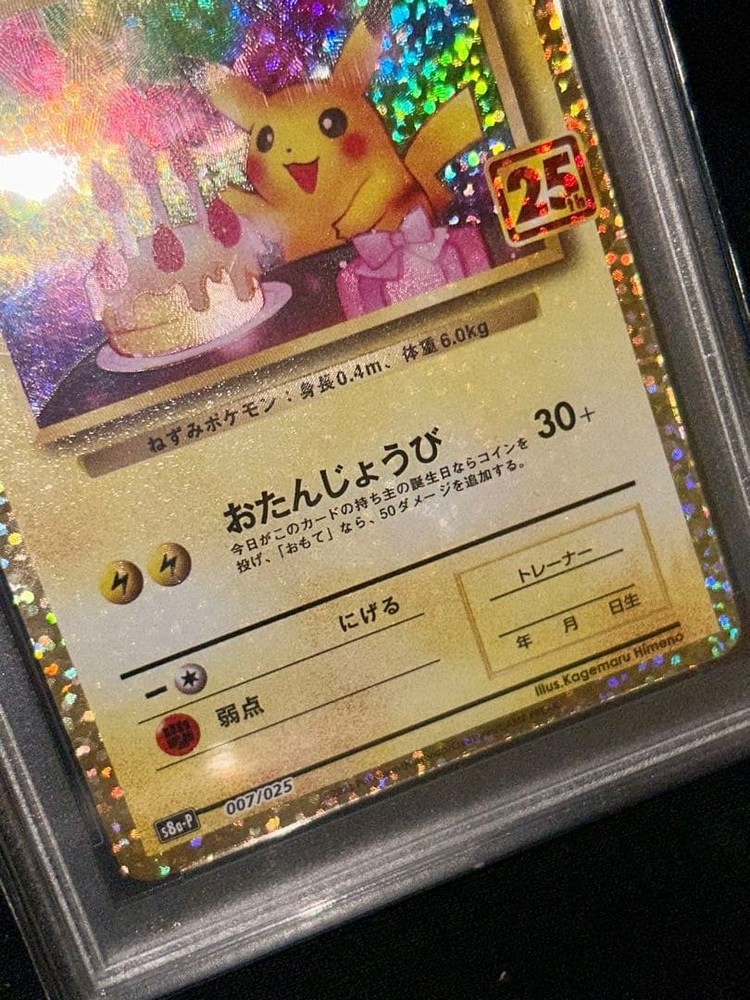 25th
ねずみポケモン：身長0.4m、体重6.0kg
おたんじょうび 30+
今日がこのカードの持ち主の誕生日ならコインを
投げ、「おもて」なら、50ダメージを追加する。
にげる
トレーナー
年 月 日生
弱点
Illus.Kagemaru Himeno
s8a-P 007/025